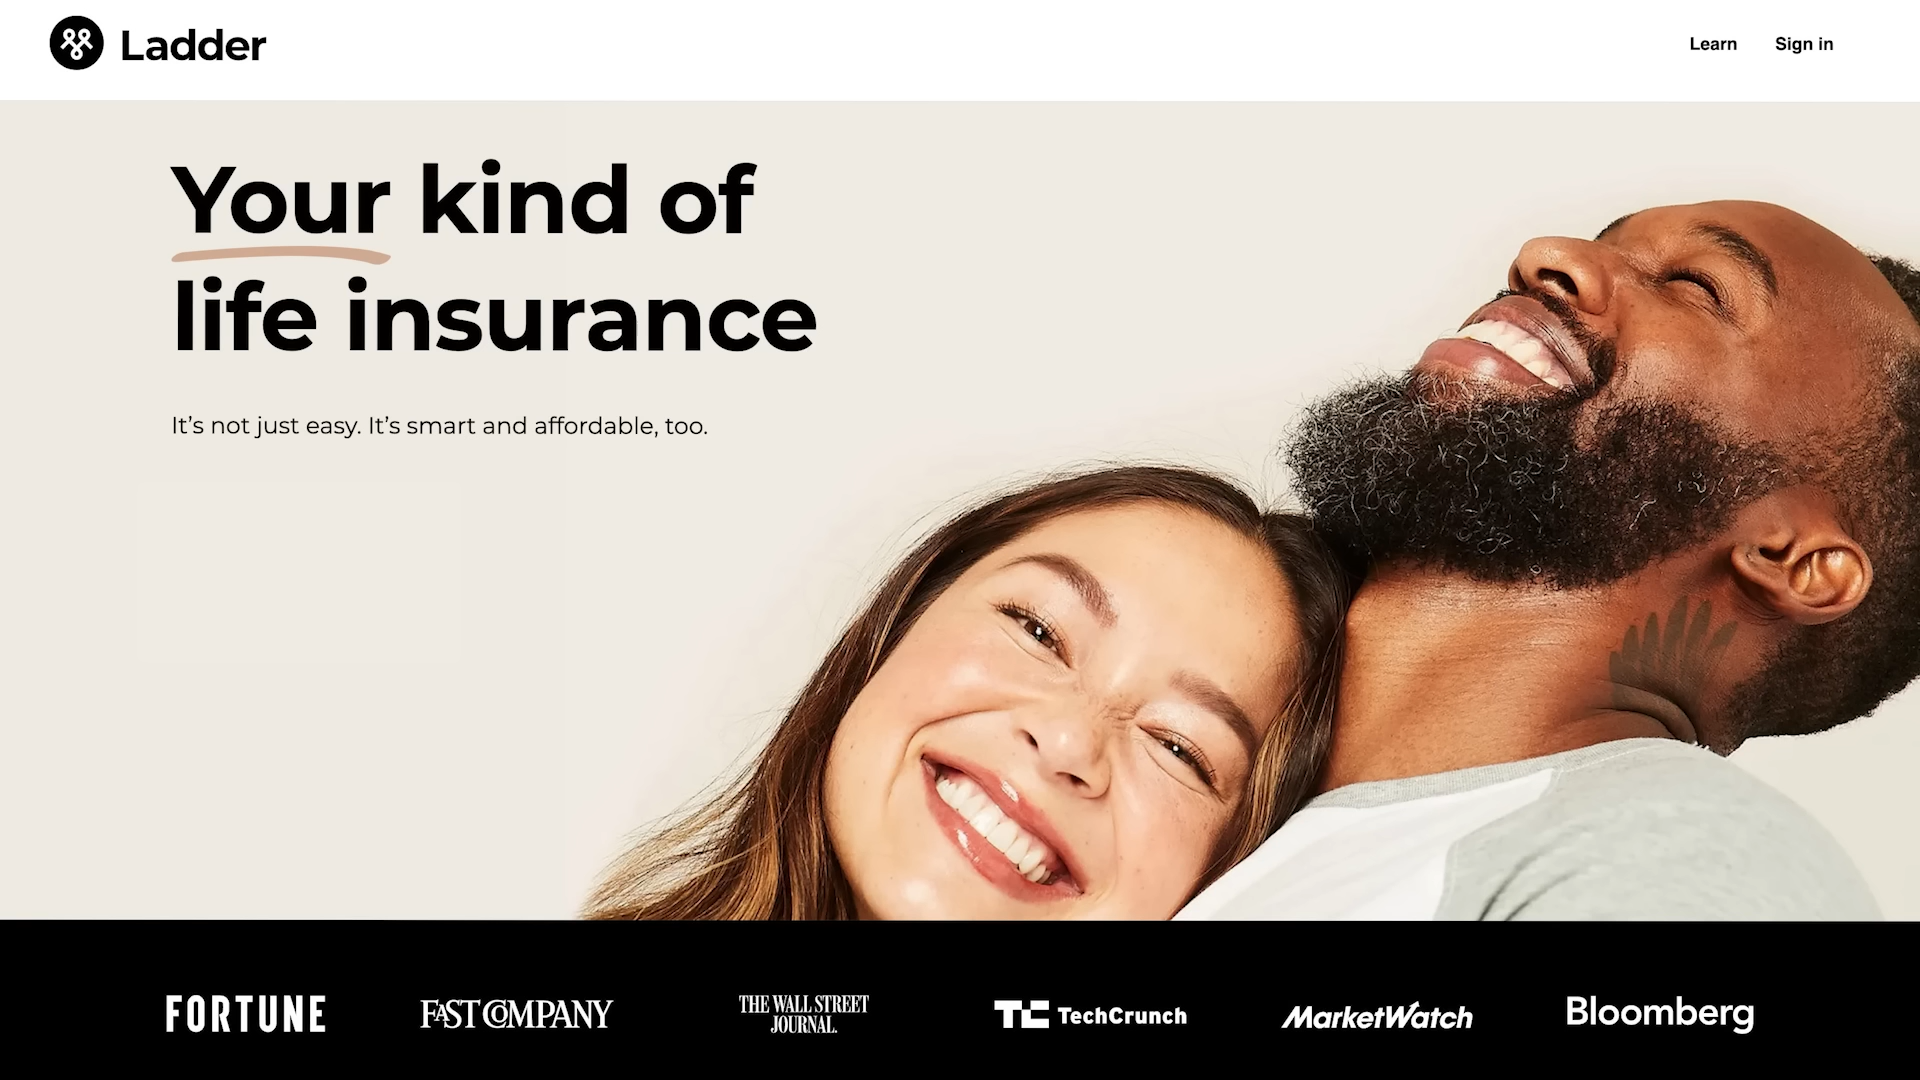 Ladder
Learn
Sign in
Your kind of
life insurance
It’s not just easy. It’s smart and affordable, too.
FORTUNE
FAST COMPANY
THE WALL STREET
JOURNAL.
TC TechCrunch
MarketWatch
Bloomberg